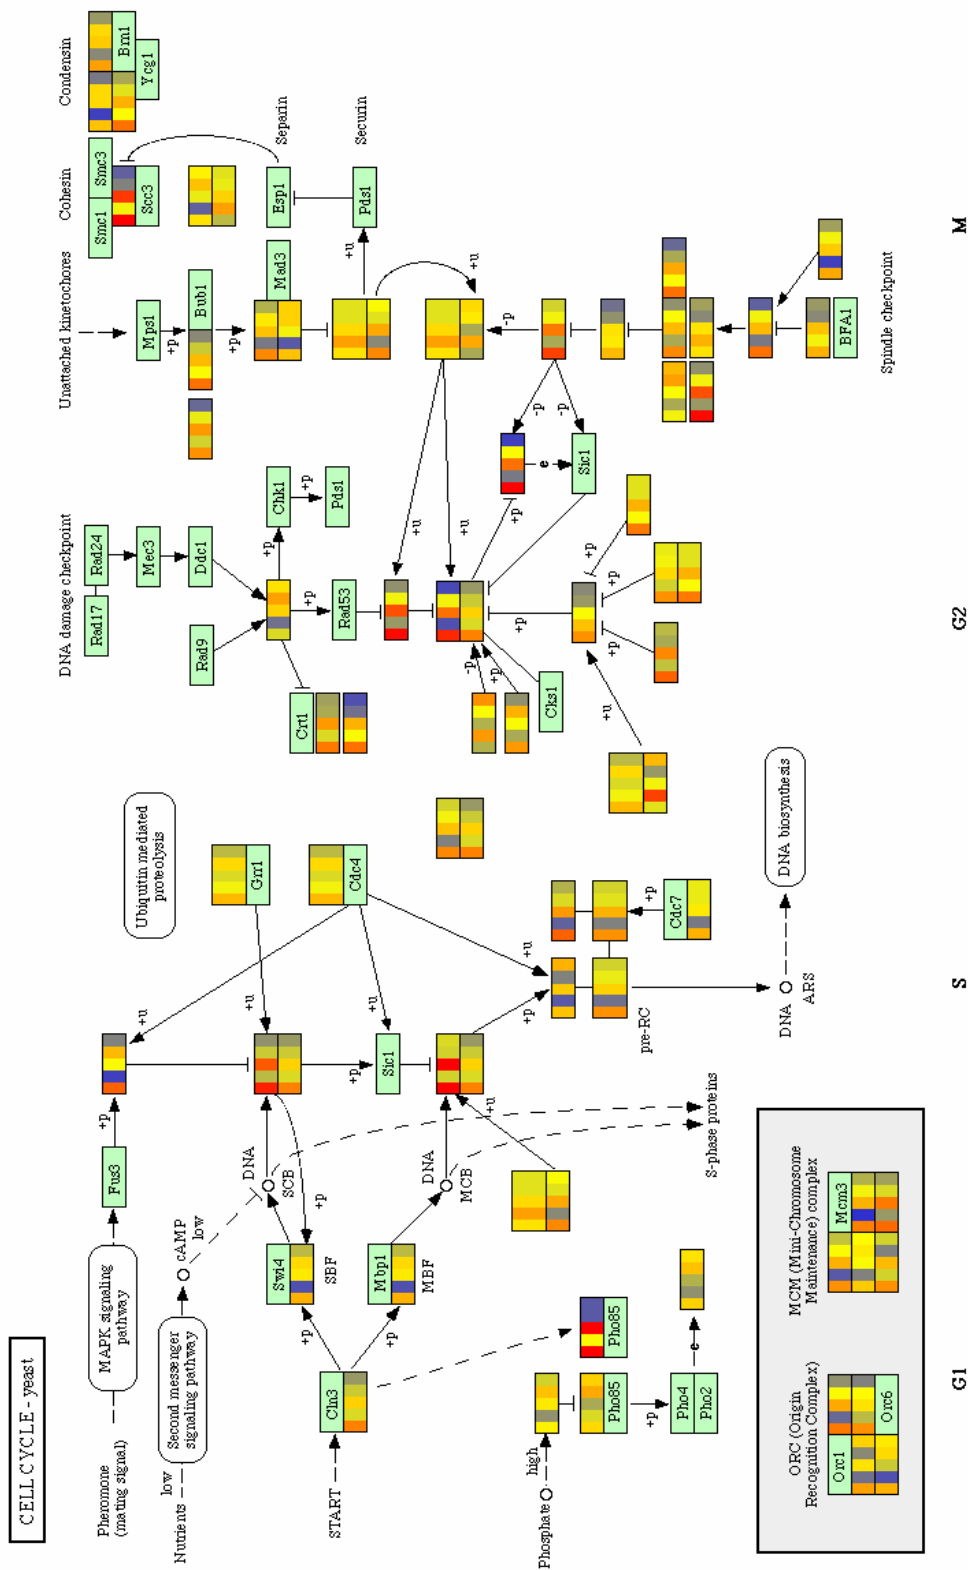 CELL CYCLE - yeast
Pheromone
(mating signal)
MAPK signaling
pathway
Fus3
+p
+u
Ubiquitin mediated
proteolysis
Nutrients
low
Second messenger
signaling pathway
cAMP
low
DNA
SCB
Grr1
+u
START
Cln3
+p
+p
Swi4
SBF
+p
Mbp1
MBF
DNA
MCB
+p
Sic1
+u
Cdc4
+u
+p
+u
S-phase proteins
Phosphate
high
Pho85
Pho85
+p
Pho4
Pho2
e
pre-RC
Cdc7
+p
DNA
ARS
DNA biosynthesis
ORC (Origin
Recognition Complex)
Orc1
Orc6
MCM (Mini-Chromosome
Maintenance) complex
Mcm3
DNA damage checkpoint
Rad17
Rad24
Mec3
Ddc1
Rad9
Chk1
+p
+p
Pds1
+p
Rad53
Crt1
-p
+p
Cks1
+u
+p
+p
+p
+p
+u
+u
+p
e
Sic1
-p
-p
Unattached kinetochores
Mps1
+p
Bub1
+p
Mad3
+u
+u
-p
Cohesin
Smc1
Smc3
Scc3
Condensin
Brn1
Ycg1
Esp1
Separin
Pds1
Securin
BFA1
Spindle checkpoint
G1
S
G2
M